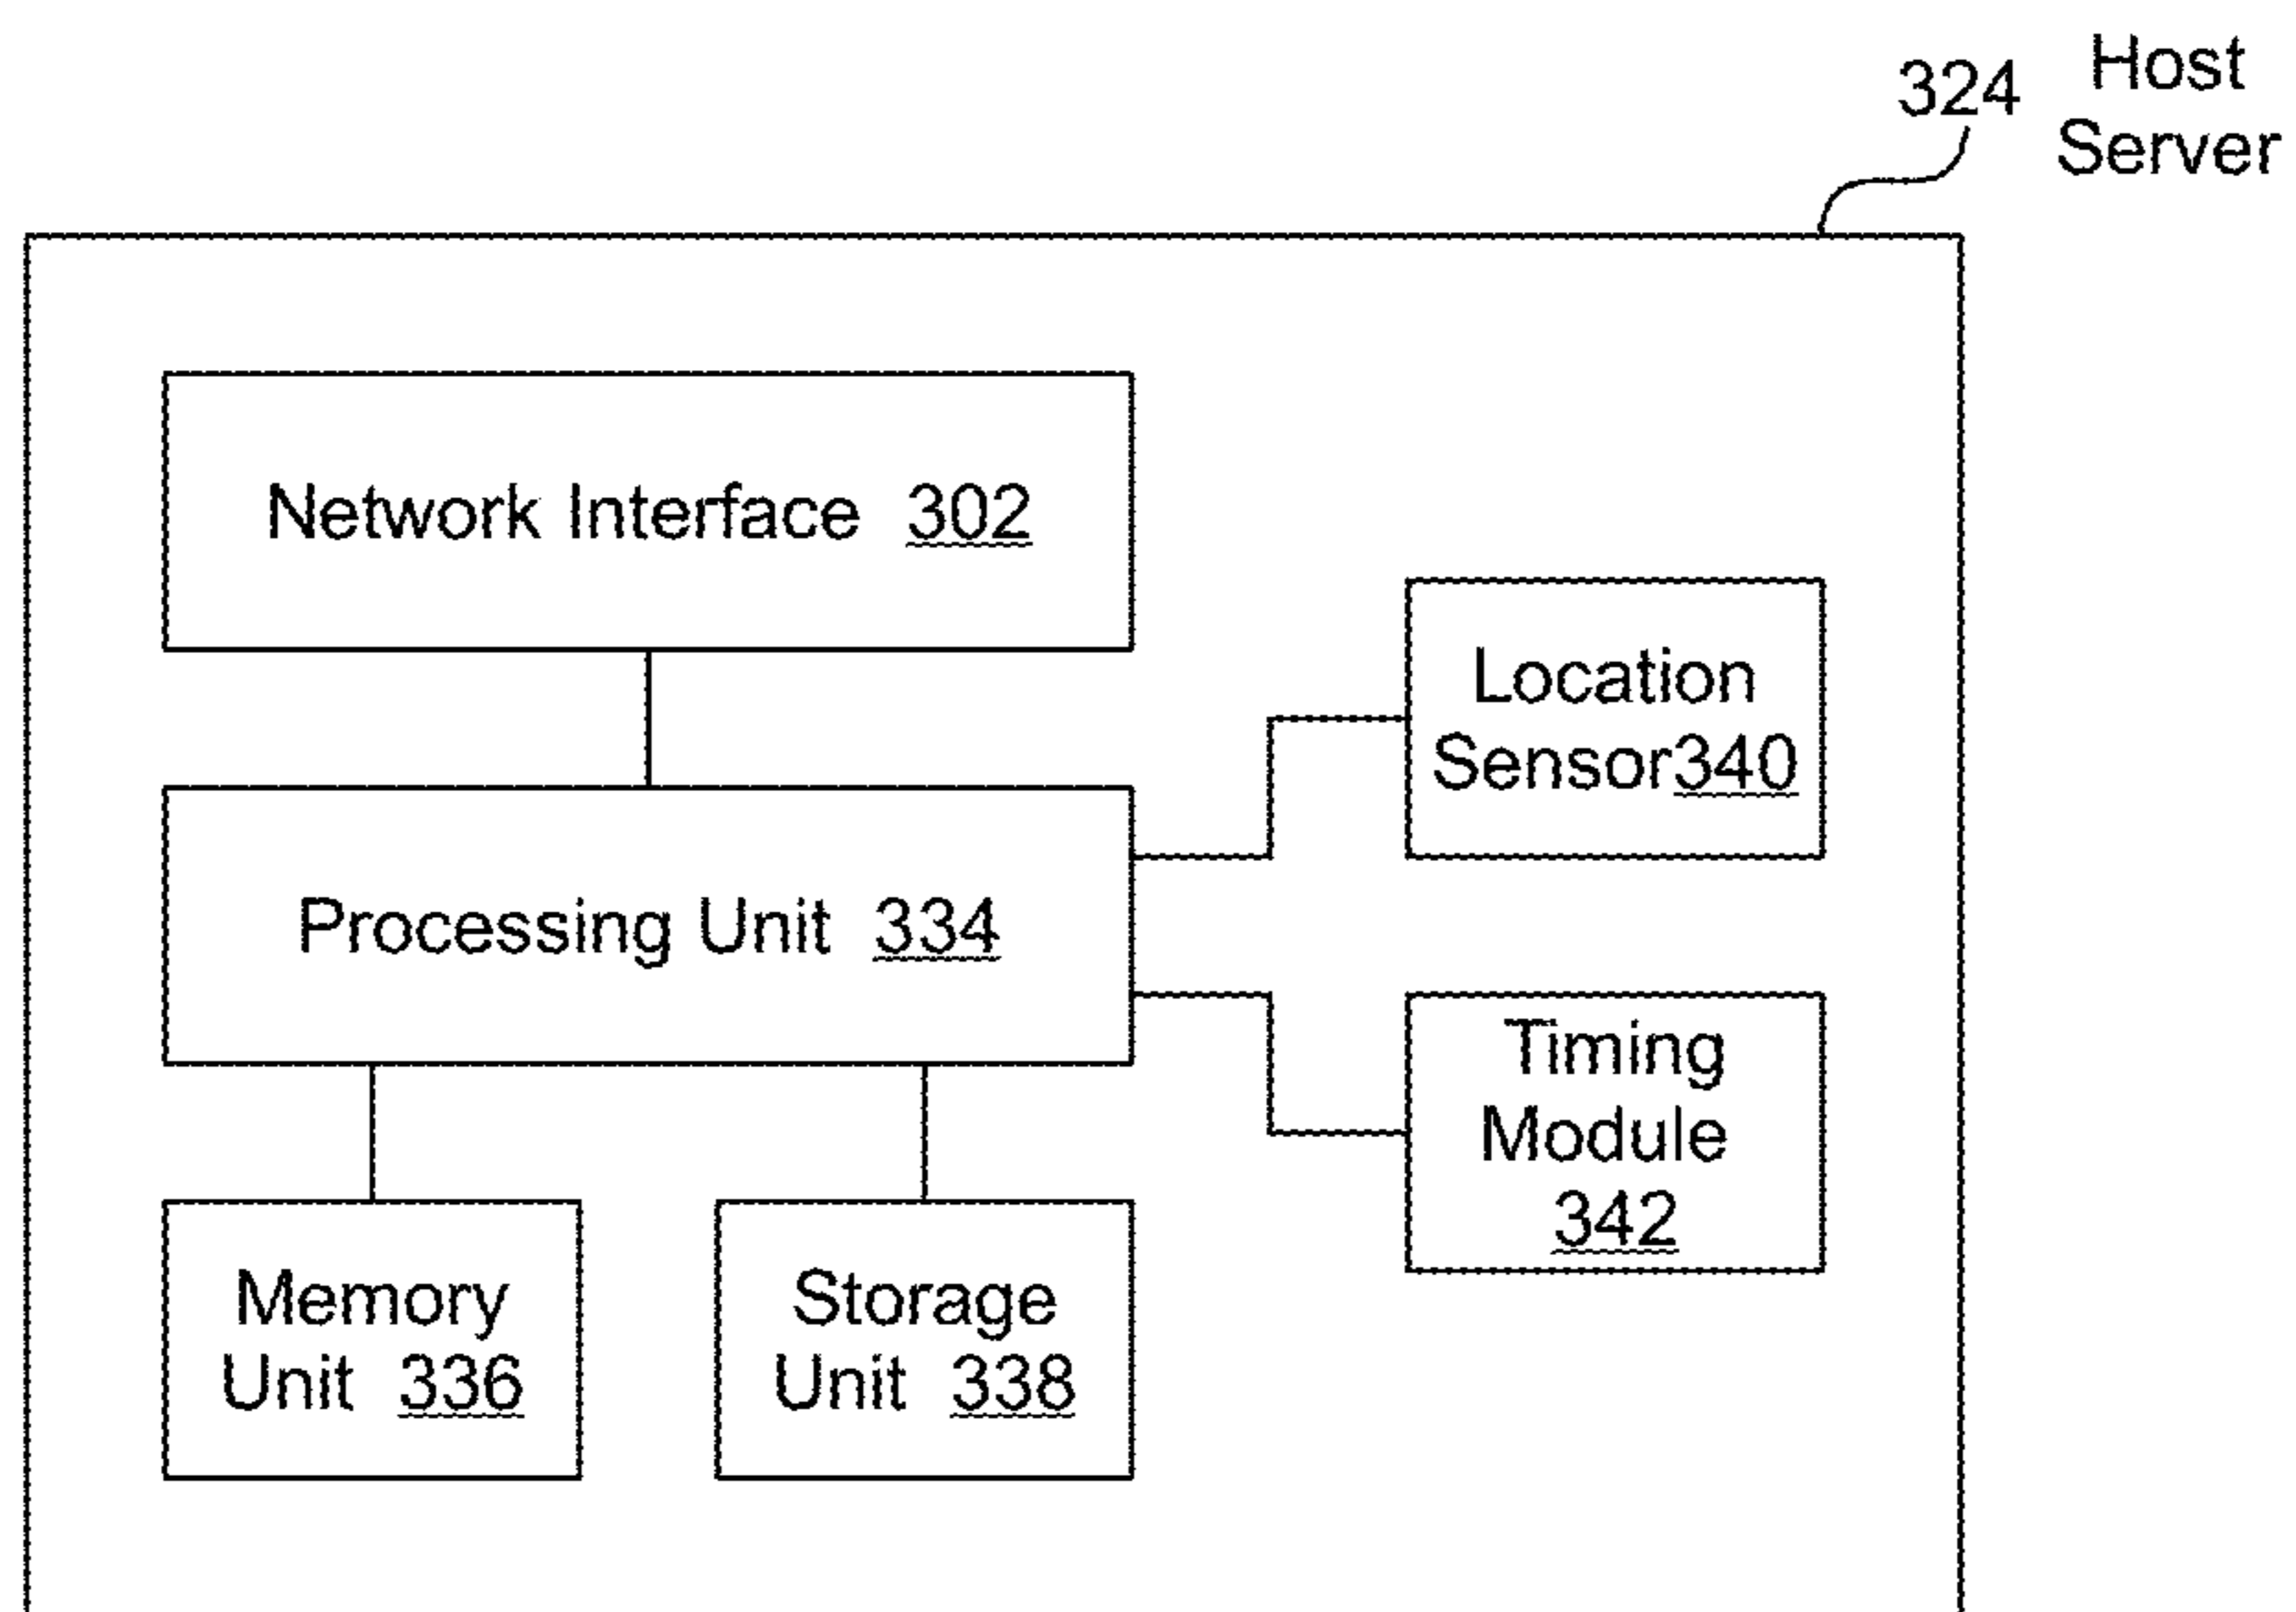 324 Host
Server
Network Interface 302
Location
Sensor340
Processing Unit 334
Timing
Module
342
Memory
Unit 336
Storage
Unit 338